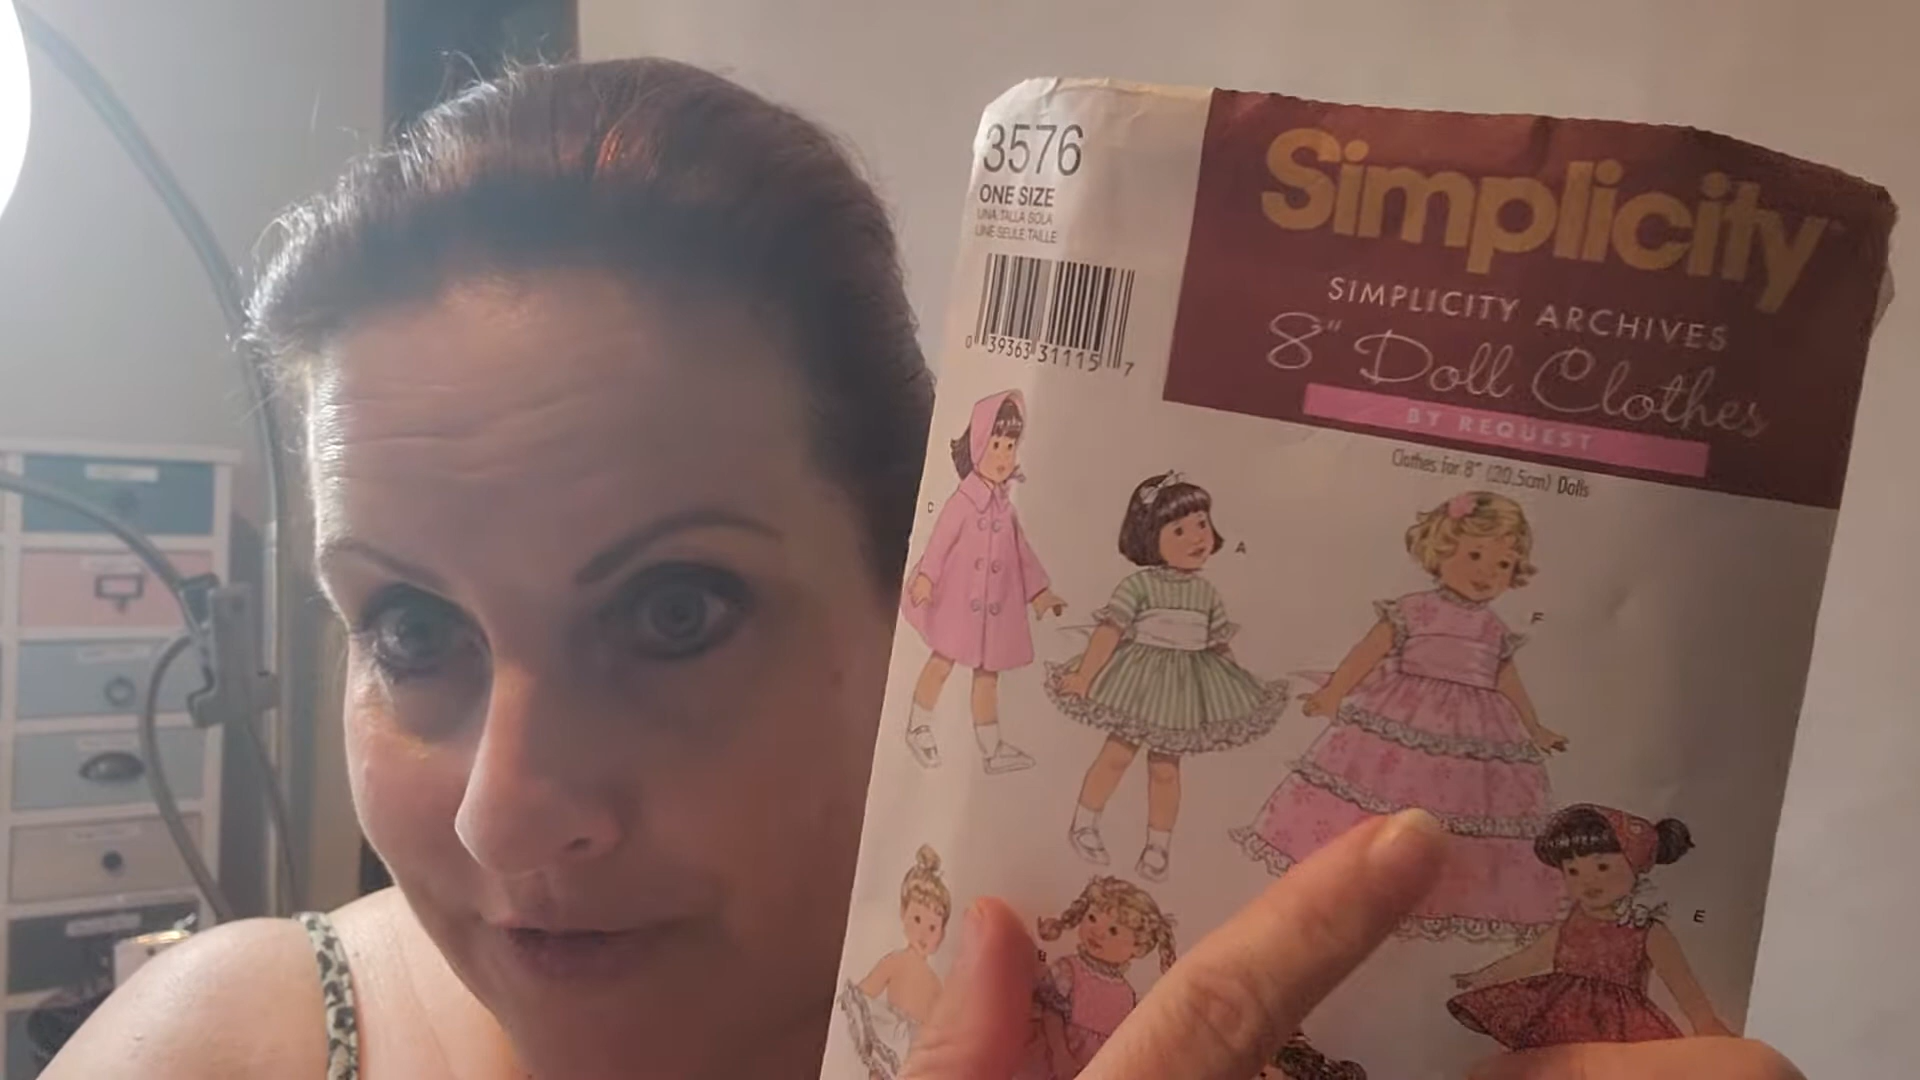 3576
ONE SIZE
UNA TALLA SOLA
UNE SEULE TAILLE
0 39363 31115 7
Simplicity
SIMPLICITY ARCHIVES
8" Doll Clothes
BY REQUEST
Clothes for 8" (20.5cm) Dolls
D
A
F
B
E